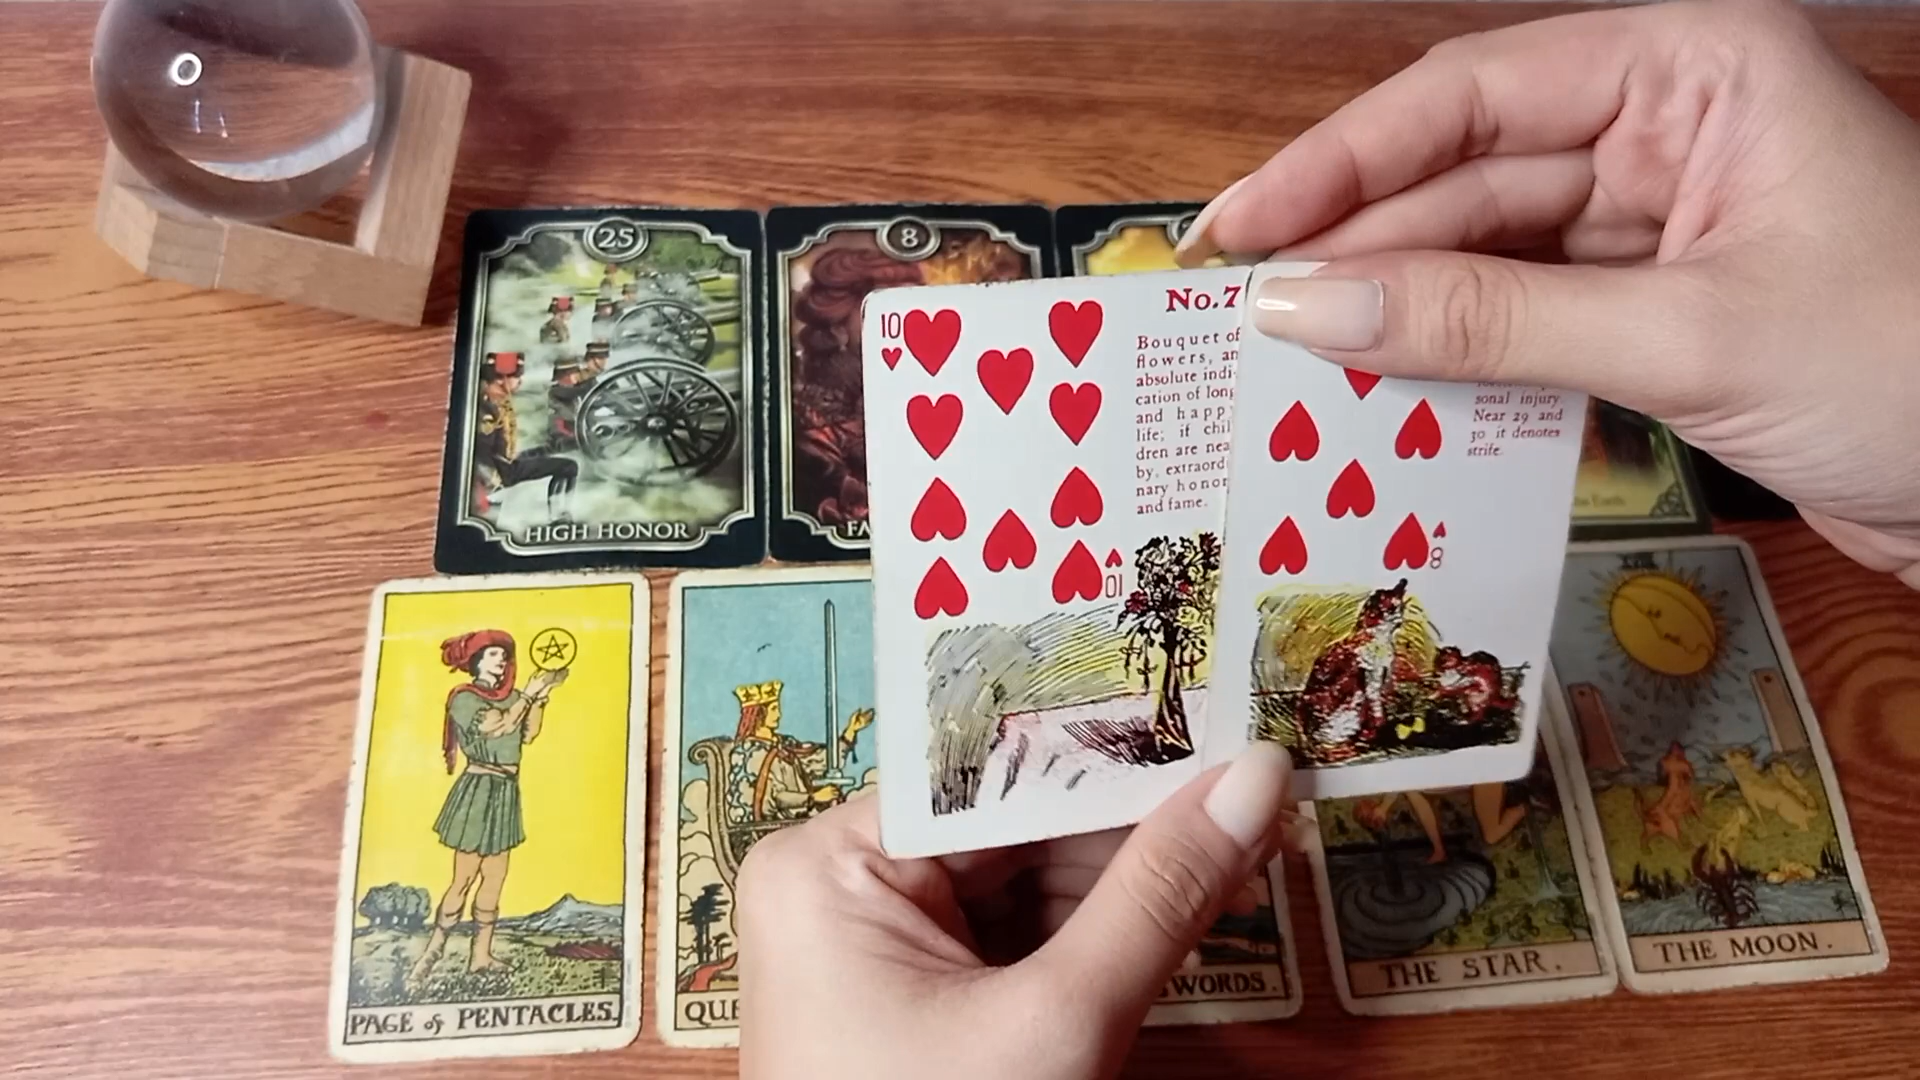 25
HIGH HONOR
8
FA
10
No.7
Bouquet of
flowers, an
absolute indi-
cation of long
and happy
life; if chil
dren are nea
by, extraord
nary honor
and fame.
10
sonal injury.
Near 29 and
30 it denotes
strife.
8
Earth
PAGE of PENTACLES.
QUE
SWORDS.
THE STAR.
THE MOON.